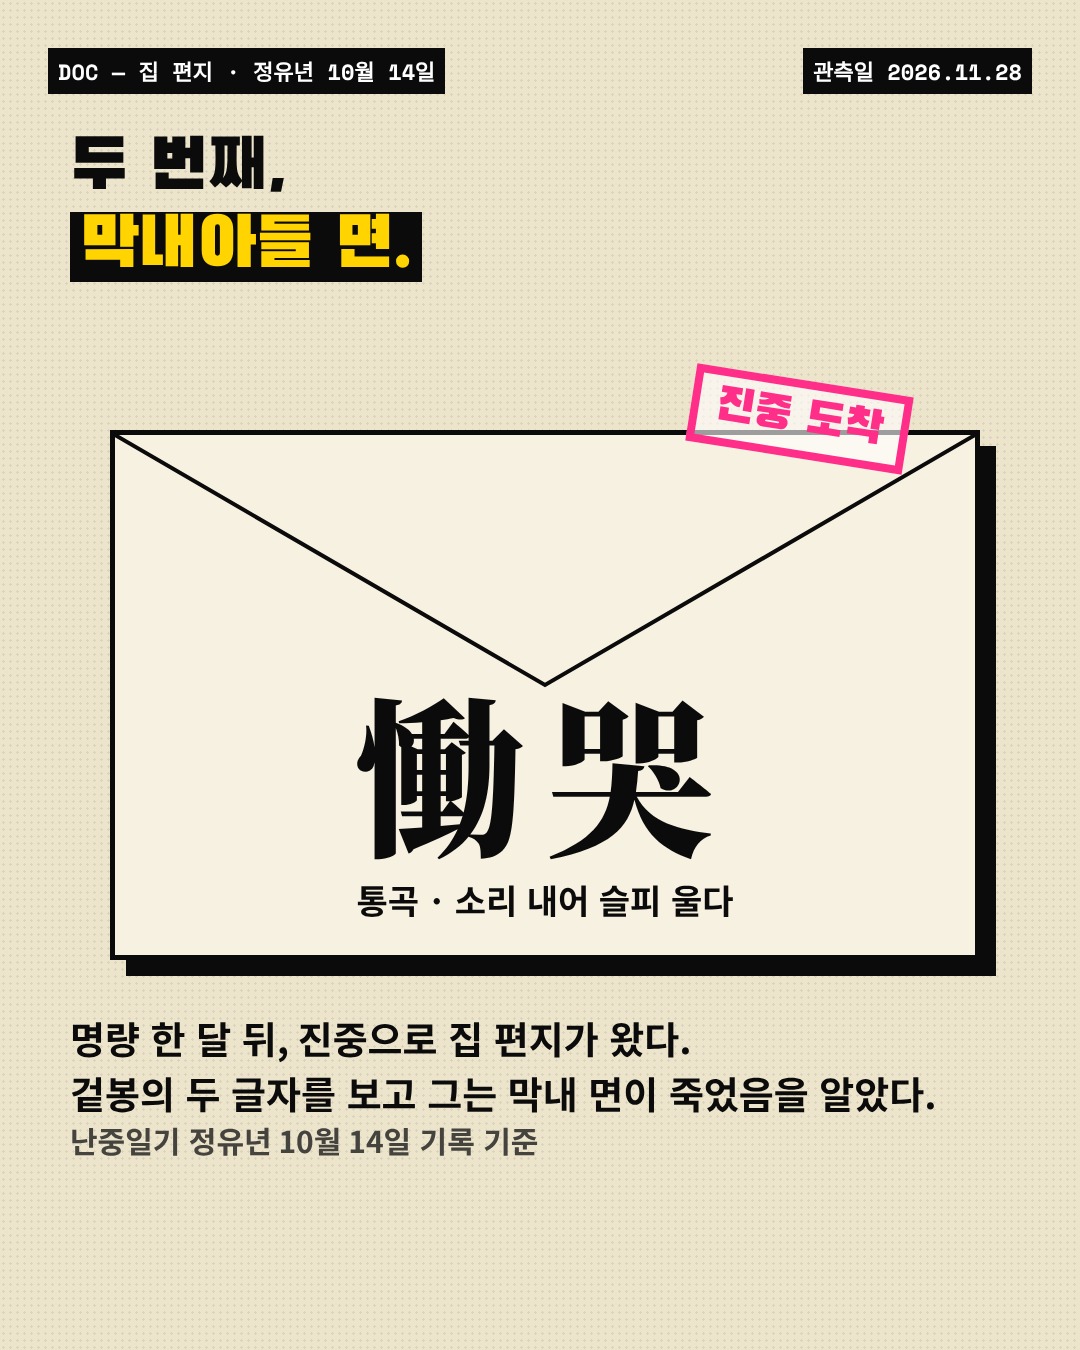 DOC — 집 편지 · 정유년 10월 14일
관측일 2026.11.28
두 번째,
막내아들 면.
진중 도착
慟哭
통곡 · 소리 내어 슬피 울다
명량 한 달 뒤, 진중으로 집 편지가 왔다.
겉봉의 두 글자를 보고 그는 막내 면이 죽었음을 알았다.
난중일기 정유년 10월 14일 기록 기준